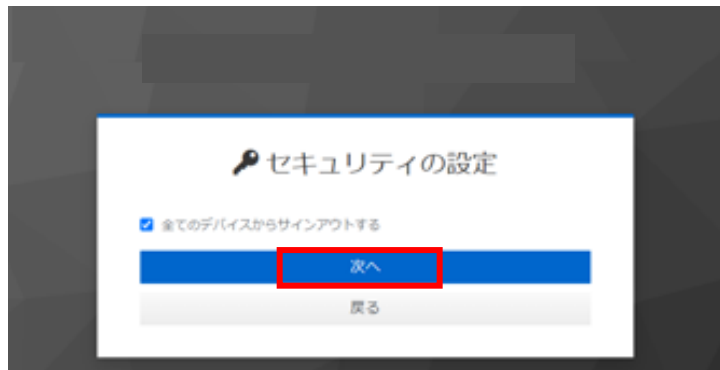 セキュリティの設定
全てのデバイスからサインアウトする
次へ
戻る